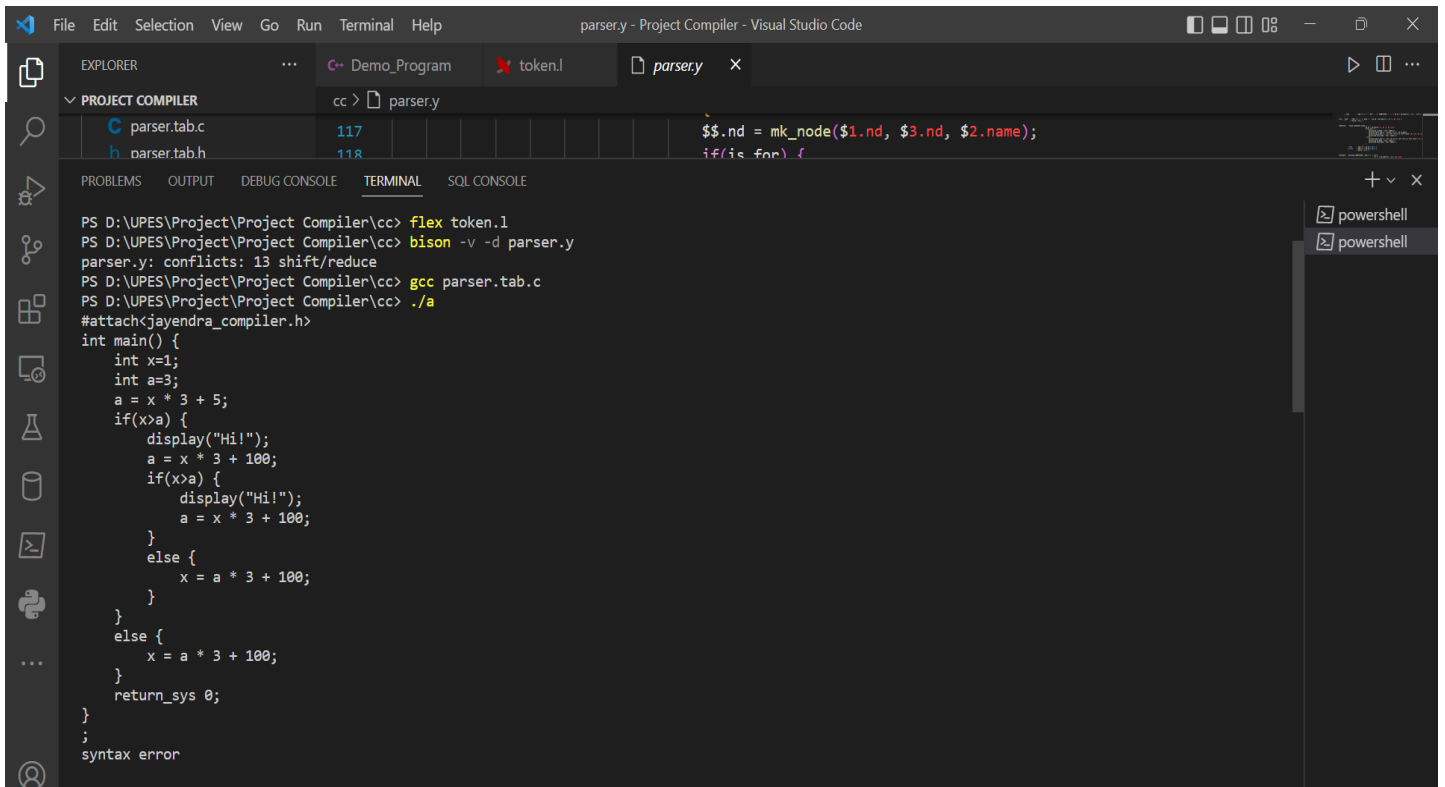 File Edit Selection View Go Run Terminal Help parser.y - Project Compiler - Visual Studio Code
EXPLORER ... C++ Demo_Program token.l parser.y
PROJECT COMPILER cc > parser.y
C parser.tab.c 117 $$.nd = mk_node($1.nd, $3.nd, $2.name);
h parser.tab.h 118 if(is_for) {
PROBLEMS OUTPUT DEBUG CONSOLE TERMINAL SQL CONSOLE
powershell
powershell
PS D:\UPES\Project\Project Compiler\cc> flex token.l
PS D:\UPES\Project\Project Compiler\cc> bison -v -d parser.y
parser.y: conflicts: 13 shift/reduce
PS D:\UPES\Project\Project Compiler\cc> gcc parser.tab.c
PS D:\UPES\Project\Project Compiler\cc> ./a
#attach<jayendra_compiler.h>
int main() {
    int x=1;
    int a=3;
    a = x * 3 + 5;
    if(x>a) {
        display("Hi!");
        a = x * 3 + 100;
        if(x>a) {
            display("Hi!");
            a = x * 3 + 100;
        }
        else {
            x = a * 3 + 100;
        }
    }
    else {
        x = a * 3 + 100;
    }
    return_sys 0;
}
;
syntax error